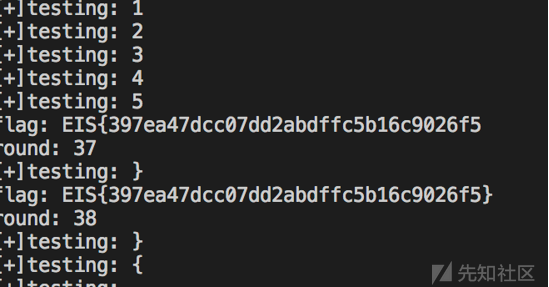 [+]testing: 1
[+]testing: 2
[+]testing: 3
[+]testing: 4
[+]testing: 5
flag: EIS{397ea47dcc07dd2abdffc5b16c9026f5
round: 37
[+]testing: }
flag: EIS{397ea47dcc07dd2abdffc5b16c9026f5}
round: 38
[+]testing: }
[+]testing: {
[+]testing:
先知社区